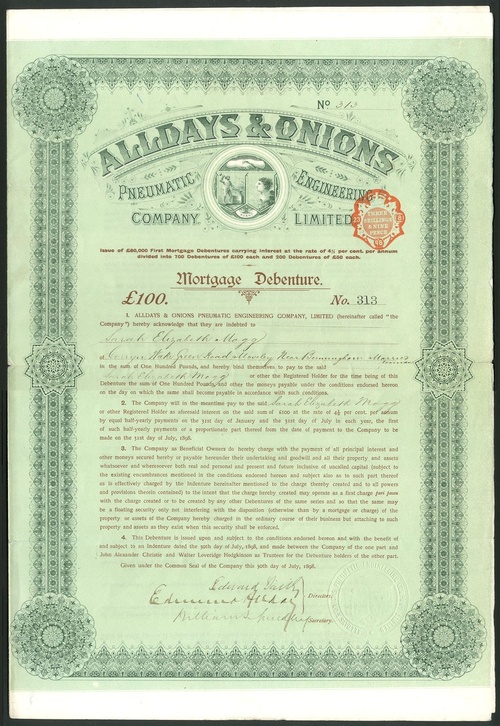 No 313
ALLDAYS & ONIONS
PNEUMATIC ENGINEERING
COMPANY LIMITED
THREE SHILLINGS & NINE PENCE
Issue of £80,000 First Mortgage Debentures carrying interest at the rate of 4½ per cent. per annum
divided into 700 Debentures of £100 each and 200 Debentures of £50 each.
Mortgage Debenture.
£100. No. 313
1. ALLDAYS & ONIONS PNEUMATIC ENGINEERING COMPANY, LIMITED (hereinafter called "the
Company") hereby acknowledge that they are indebted to
Sarah Elizabeth Mogg
of Wake Green Road Moseley Near Birmingham
in the sum of One Hundred Pounds, and hereby bind themselves to pay to the said
Sarah Elizabeth Mogg or other the Registered Holder for the time being of this
Debenture the sum of One Hundred Pounds, and other the moneys payable under the conditions endorsed hereon
on the day on which the same shall become payable in accordance with such conditions.
2. The Company will in the meantime pay to the said Sarah Elizabeth Mogg
or other Registered Holder as aforesaid interest on the said sum of £100 at the rate of 4½ per cent. per annum
by equal half-yearly payments on the 31st day of January and the 31st day of July in each year, the first
of such half-yearly payments or a proportionate part thereof from the date of payment to the Company to be
made on the 31st day of July, 1898.
3. The Company as Beneficial Owners do hereby charge with the payment of all principal interest and
other moneys secured hereby or payable hereunder their undertaking and goodwill and all their property and assets
whatsoever and wheresoever both real and personal and present and future inclusive of uncalled capital (subject to
the existing encumbrances mentioned in the conditions endorsed hereon and subject also as to such part thereof
as is effectively charged by the Indenture hereinafter mentioned to the charge thereby created and to all powers
and provisions therein contained) to the intent that the charge hereby created may operate as a first charge pari passu
with the charge created or to be created by any other Debentures of the same series and so that the same may
be a floating security only not interfering with the disposition (otherwise than by a mortgage or charge) of the
property or assets of the Company hereby charged in the ordinary course of their business but attaching to such
property and assets as they exist when this security shall be enforced.
4. This Debenture is issued upon and subject to the conditions endorsed hereon and with the benefit of
and subject to an Indenture dated the 30th day of July, 1898, and made between the Company of the one part and
John Alexander Christie and Walter Loveridge Hodgkinson as Trustees for the Debenture holders of the other part.
Given under the Common Seal of the Company this 30th day of July, 1898.
Edward
Edmund Allday Directors.
William Secretary.